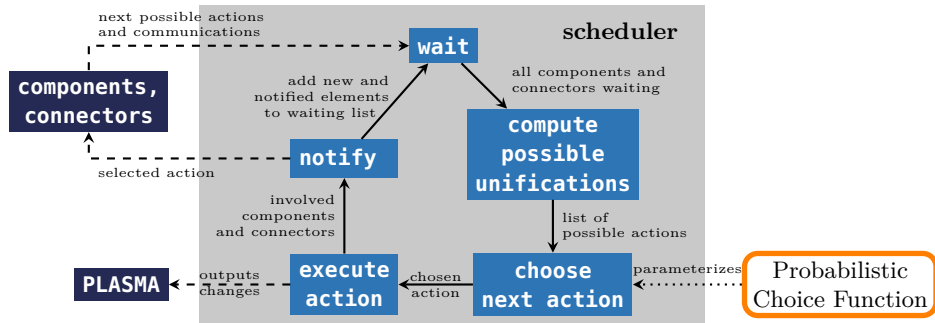 next possible actions
and communications
scheduler
wait
components,
connectors
add new and
notified elements
to waiting list
all components and
connectors waiting
compute
possible
unifications
notify
selected action
involved
components
and connectors
list of
possible actions
PLASMA
outputs
changes
execute
action
chosen
action
choose
next action
parameterizes
Probabilistic
Choice Function